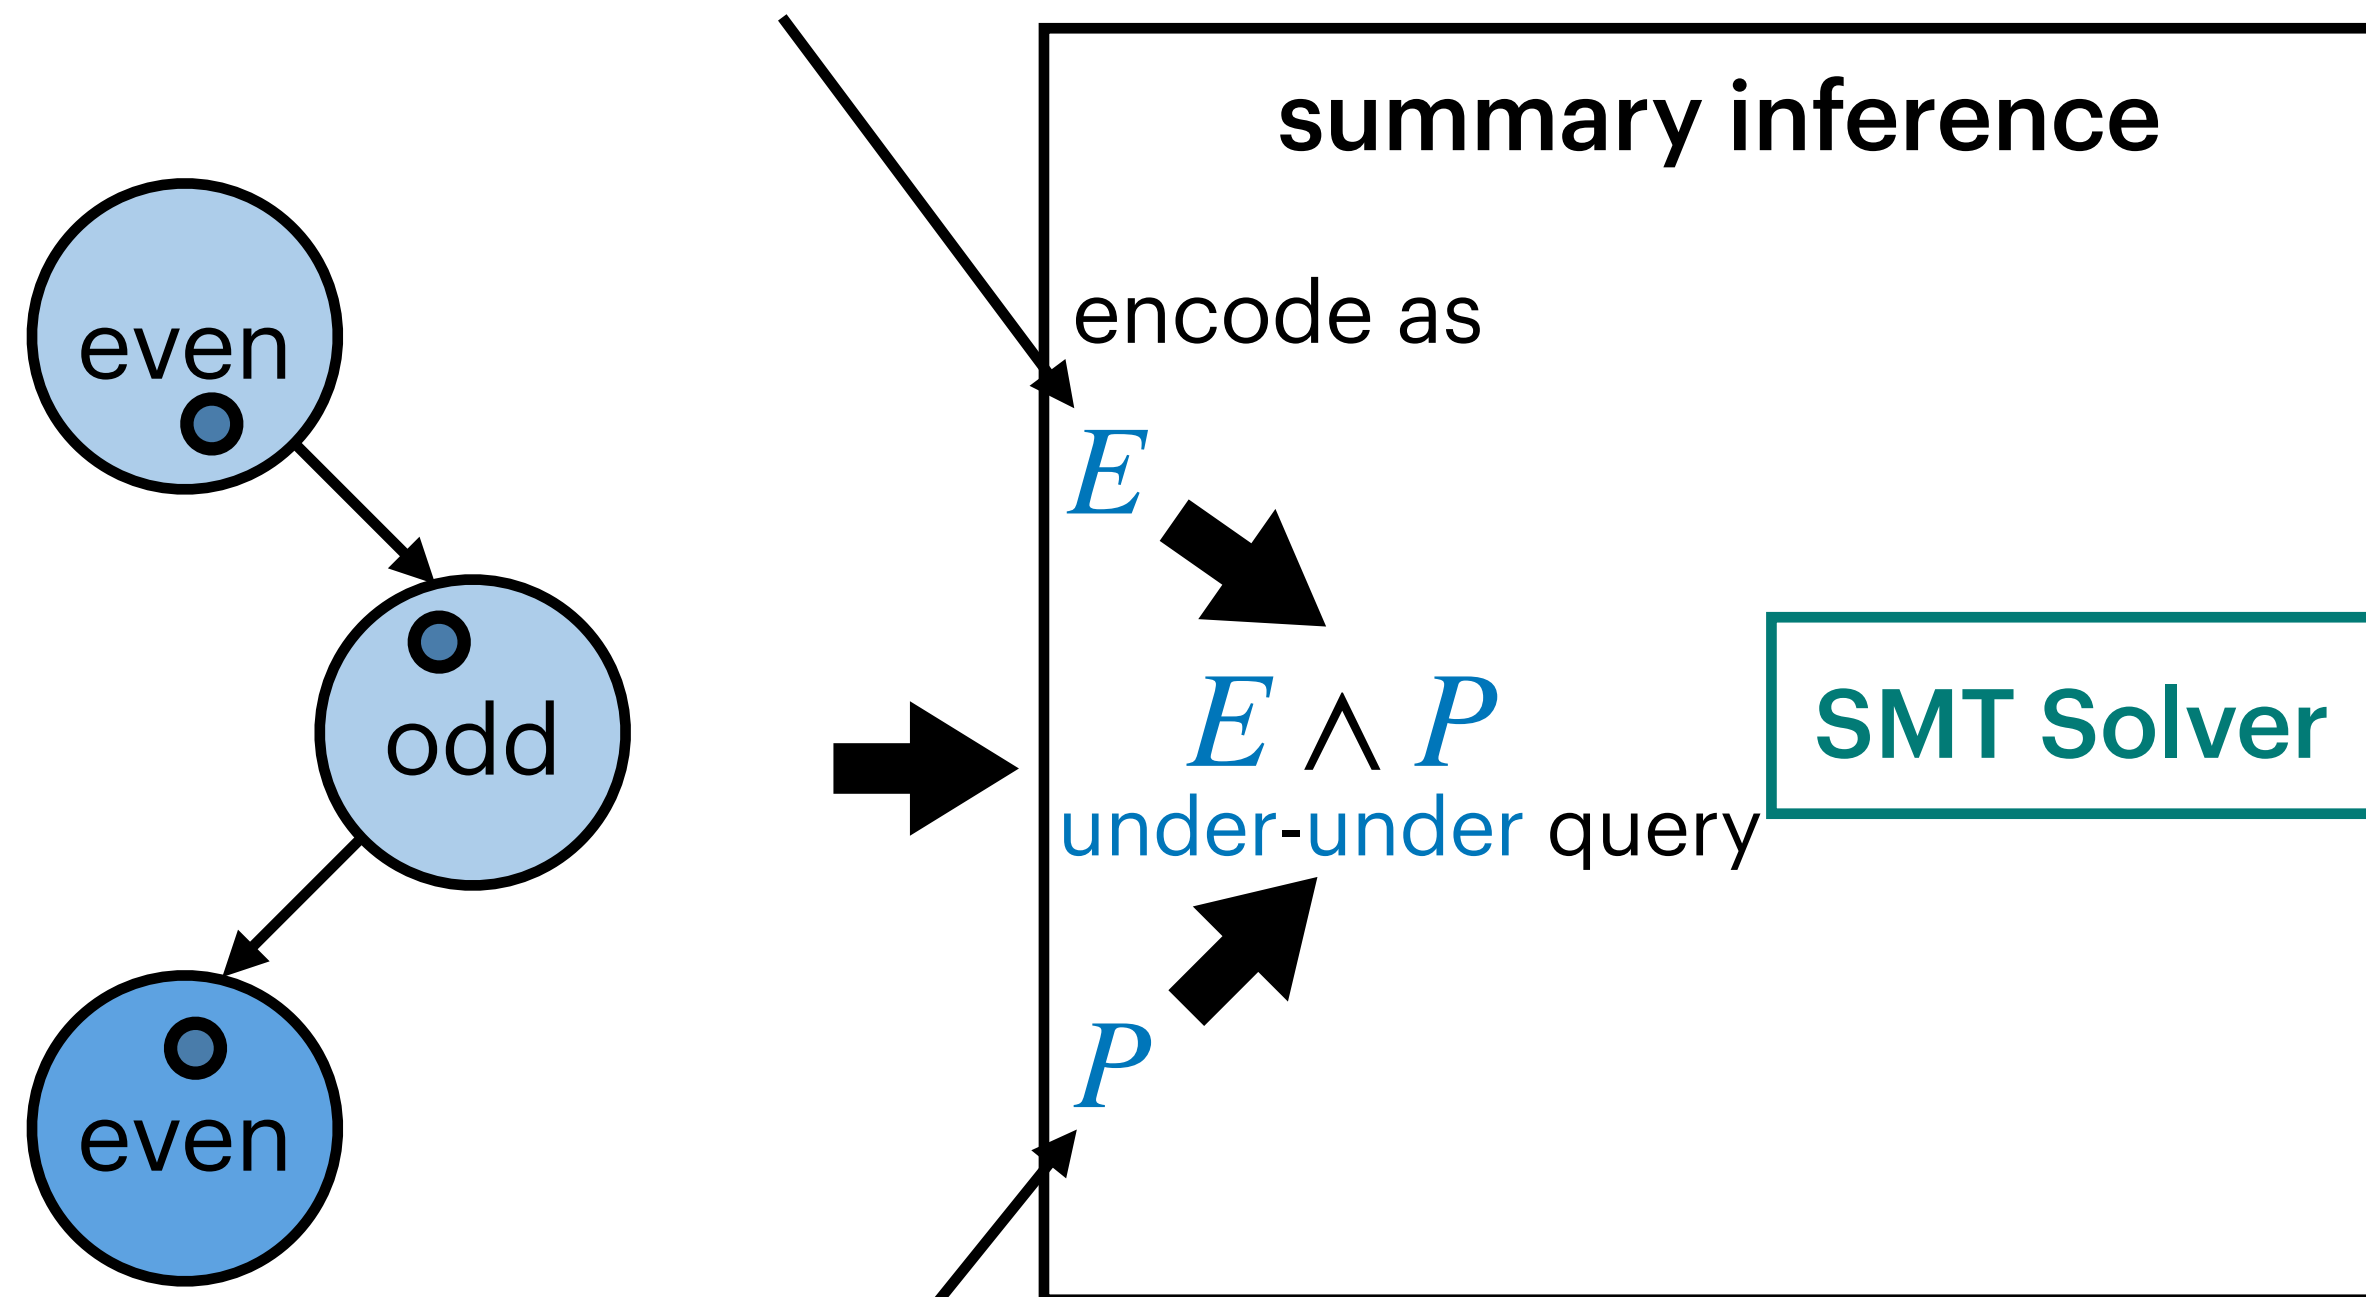 summary inference
encode as
even
E
odd
E ∧ P
SMT Solver
under-under query
P
even